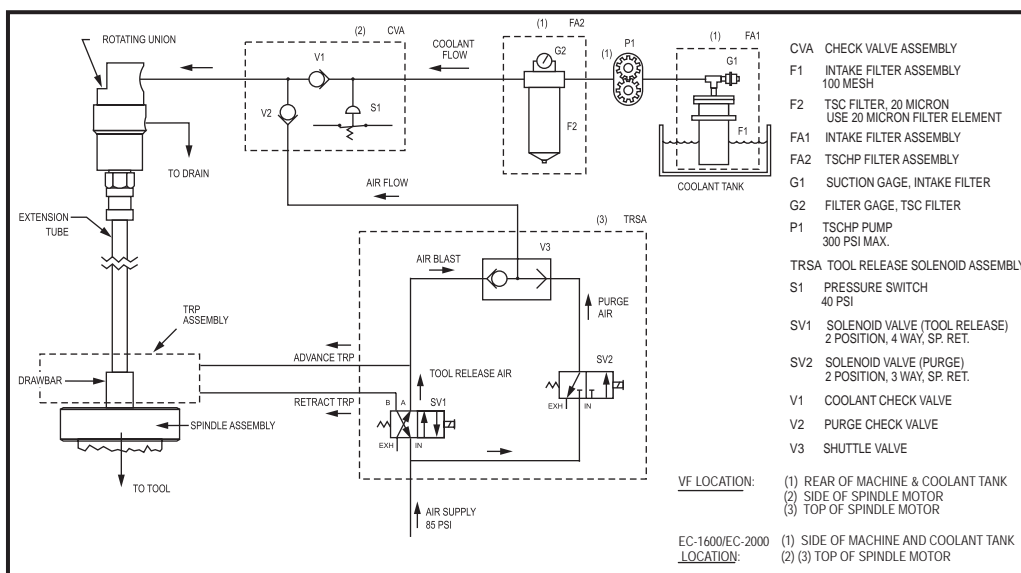 ROTATING UNION
(2) CVA
V1
V2
S1
COOLANT
FLOW
(1) FA2
G2
F2
(1)
P1
(1) FA1
G1
F1
COOLANT TANK
TO DRAIN
AIR FLOW
EXTENSION
TUBE
(3) TRSA
V3
AIR BLAST
PURGE
AIR
TRP
ASSEMBLY
ADVANCE TRP
TOOL RELEASE AIR
SV2
DRAWBAR
RETRACT TRP
B A
SV1
EXH IN
EXH IN
SPINDLE ASSEMBLY
TO TOOL
AIR SUPPLY
85 PSI
CVA CHECK VALVE ASSEMBLY
F1 INTAKE FILTER ASSEMBLY
100 MESH
F2 TSC FILTER, 20 MICRON
USE 20 MICRON FILTER ELEMENT
FA1 INTAKE FILTER ASSEMBLY
FA2 TSCHP FILTER ASSEMBLY
G1 SUCTION GAGE, INTAKE FILTER
G2 FILTER GAGE, TSC FILTER
P1 TSCHP PUMP
300 PSI MAX.
TRSA TOOL RELEASE SOLENOID ASSEMBLY
S1 PRESSURE SWITCH
40 PSI
SV1 SOLENOID VALVE (TOOL RELEASE)
2 POSITION, 4 WAY, SP. RET.
SV2 SOLENOID VALVE (PURGE)
2 POSITION, 3 WAY, SP. RET.
V1 COOLANT CHECK VALVE
V2 PURGE CHECK VALVE
V3 SHUTTLE VALVE
VF LOCATION: (1) REAR OF MACHINE & COOLANT TANK
(2) SIDE OF SPINDLE MOTOR
(3) TOP OF SPINDLE MOTOR
EC-1600/EC-2000 (1) SIDE OF MACHINE AND COOLANT TANK
LOCATION: (2) (3) TOP OF SPINDLE MOTOR